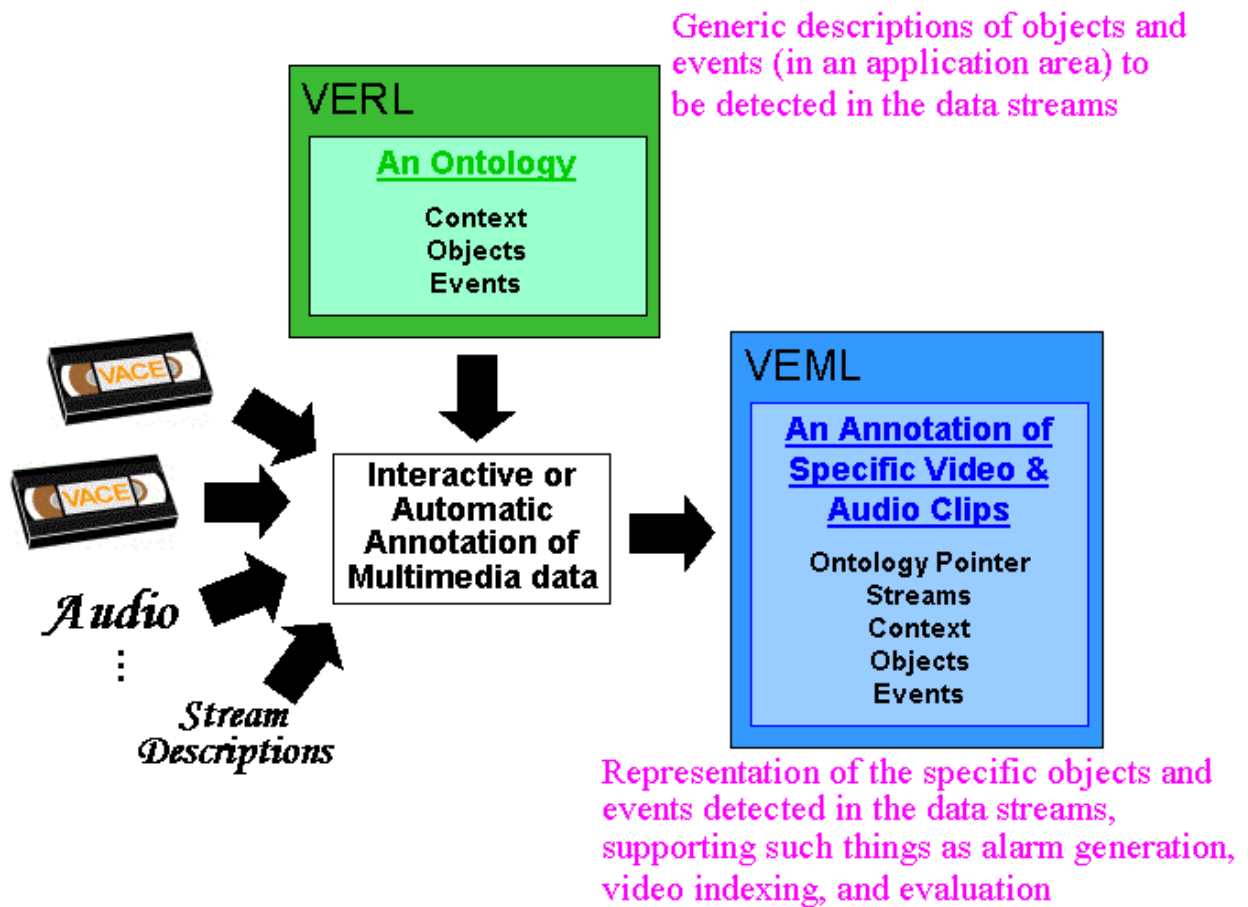 Generic descriptions of objects and
events (in an application area) to
be detected in the data streams
VERL
An Ontology
Context
Objects
Events
VACE
VACE
Audio
⋮
Stream
Descriptions
Interactive or
Automatic
Annotation of
Multimedia data
VEML
An Annotation of
Specific Video &
Audio Clips
Ontology Pointer
Streams
Context
Objects
Events
Representation of the specific objects and
events detected in the data streams,
supporting such things as alarm generation,
video indexing, and evaluation